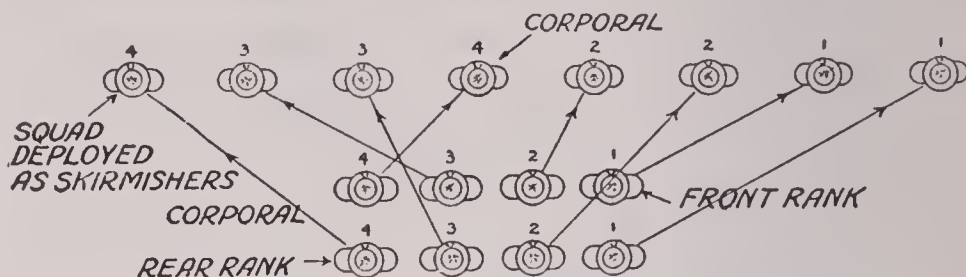 CORPORAL
4 3 3 4 2 2 1 1
SQUAD
DEPLOYED
AS SKIRMISHERS
4 3 2 1
CORPORAL
FRONT RANK
4 3 2 1
REAR RANK